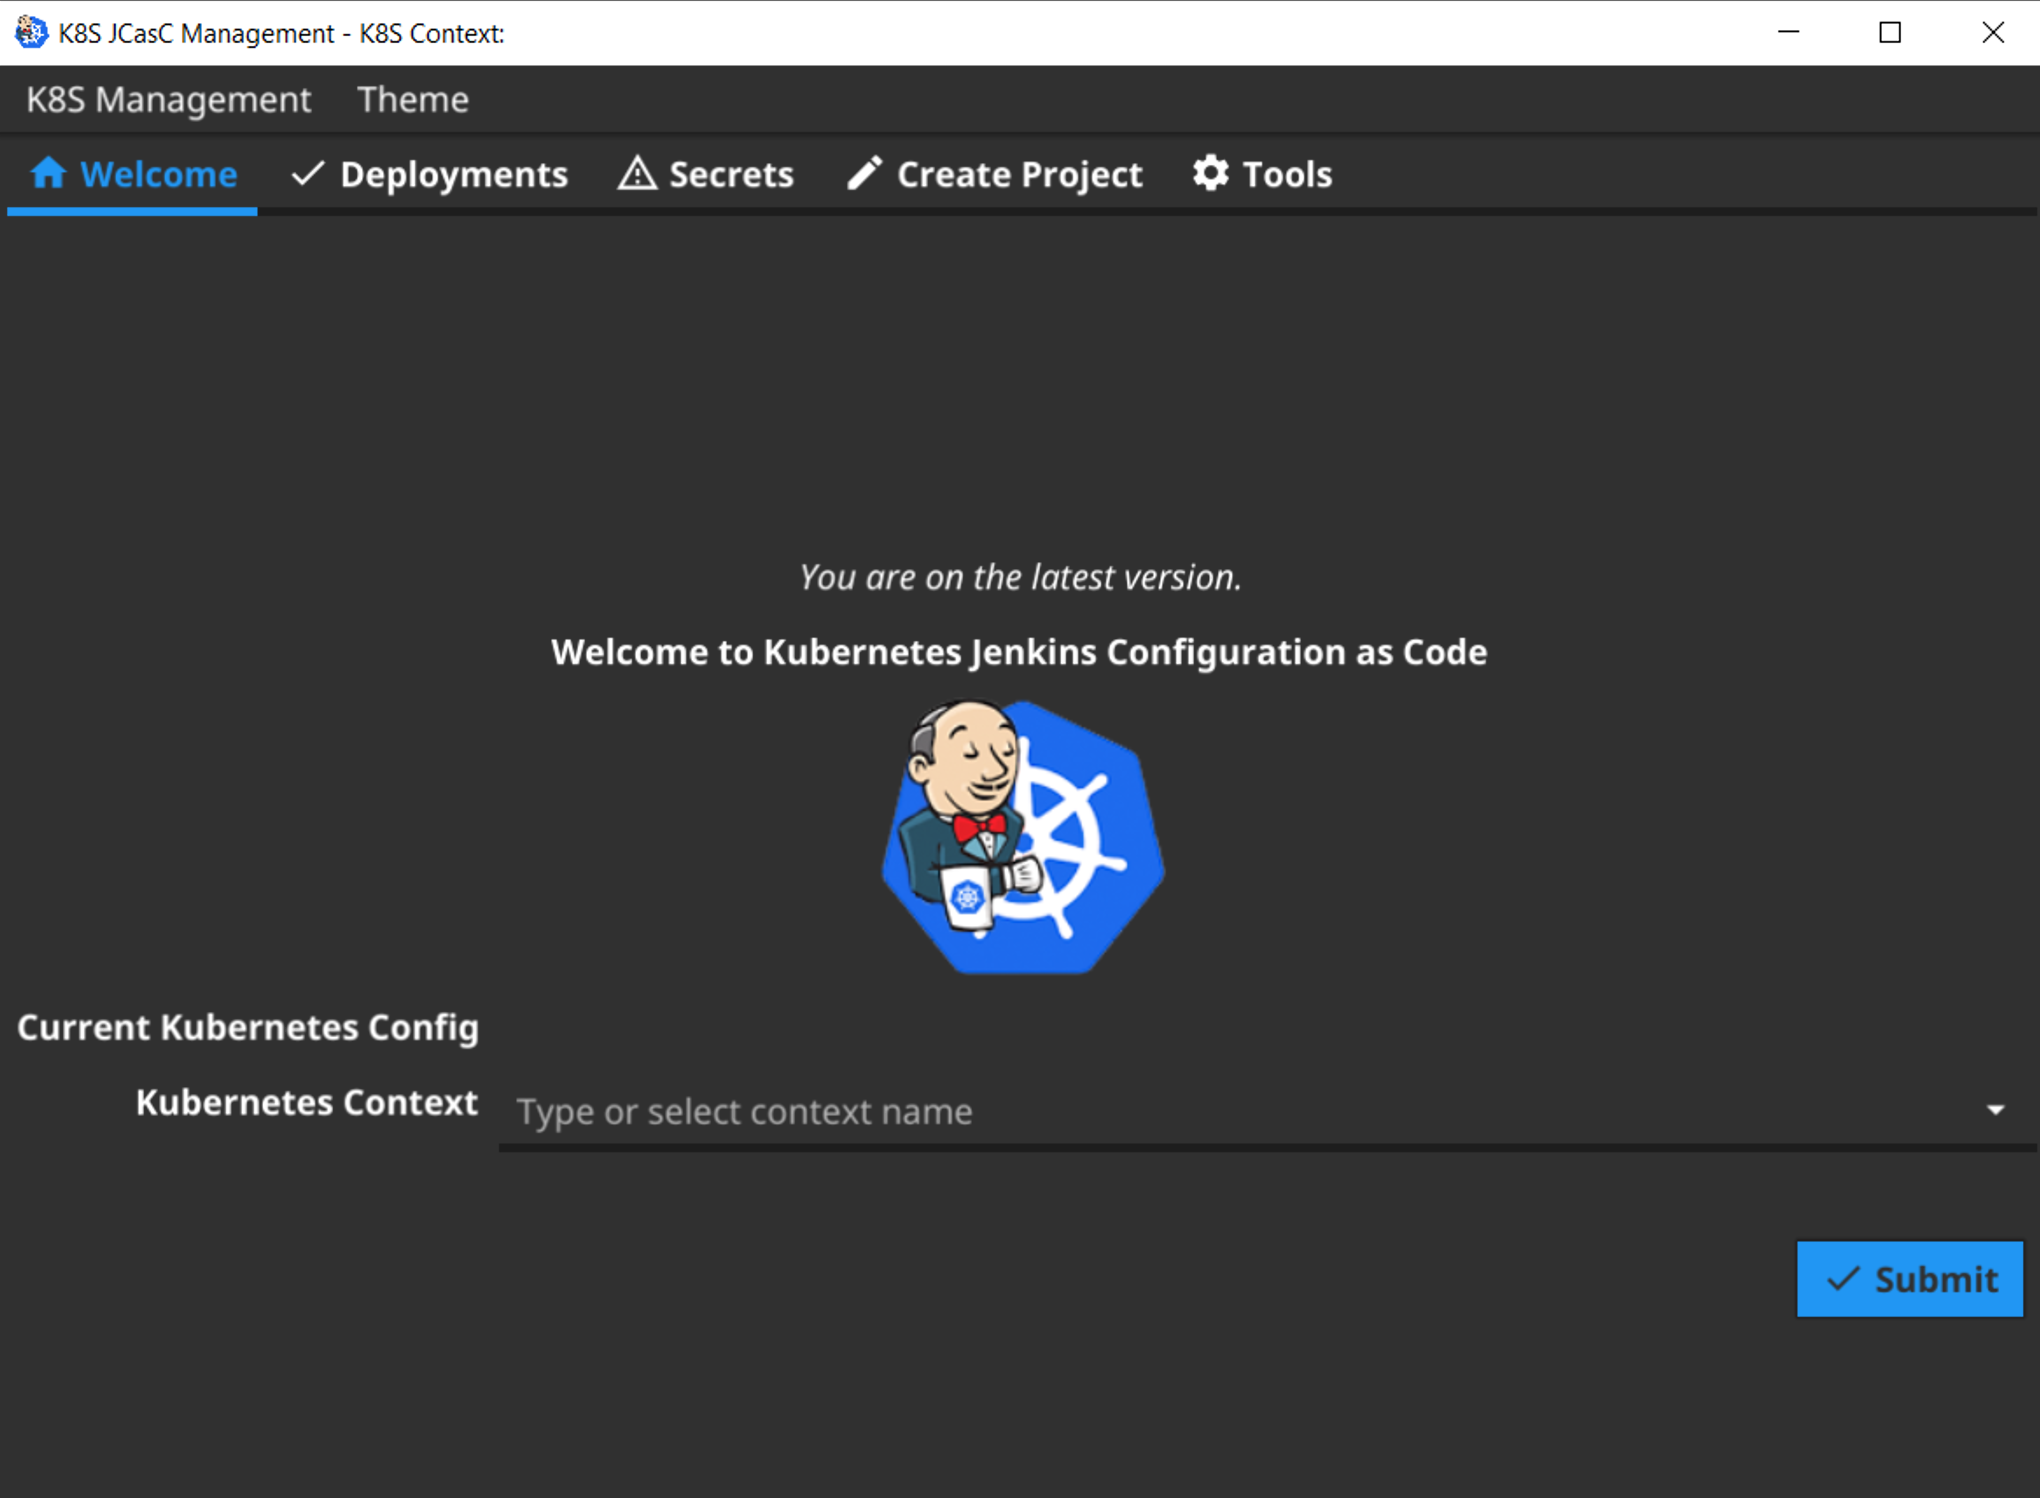 K8S JCasC Management - K8S Context:
K8S Management Theme
Welcome Deployments Secrets Create Project Tools
You are on the latest version.
Welcome to Kubernetes Jenkins Configuration as Code
Current Kubernetes Config
Kubernetes Context Type or select context name
Submit